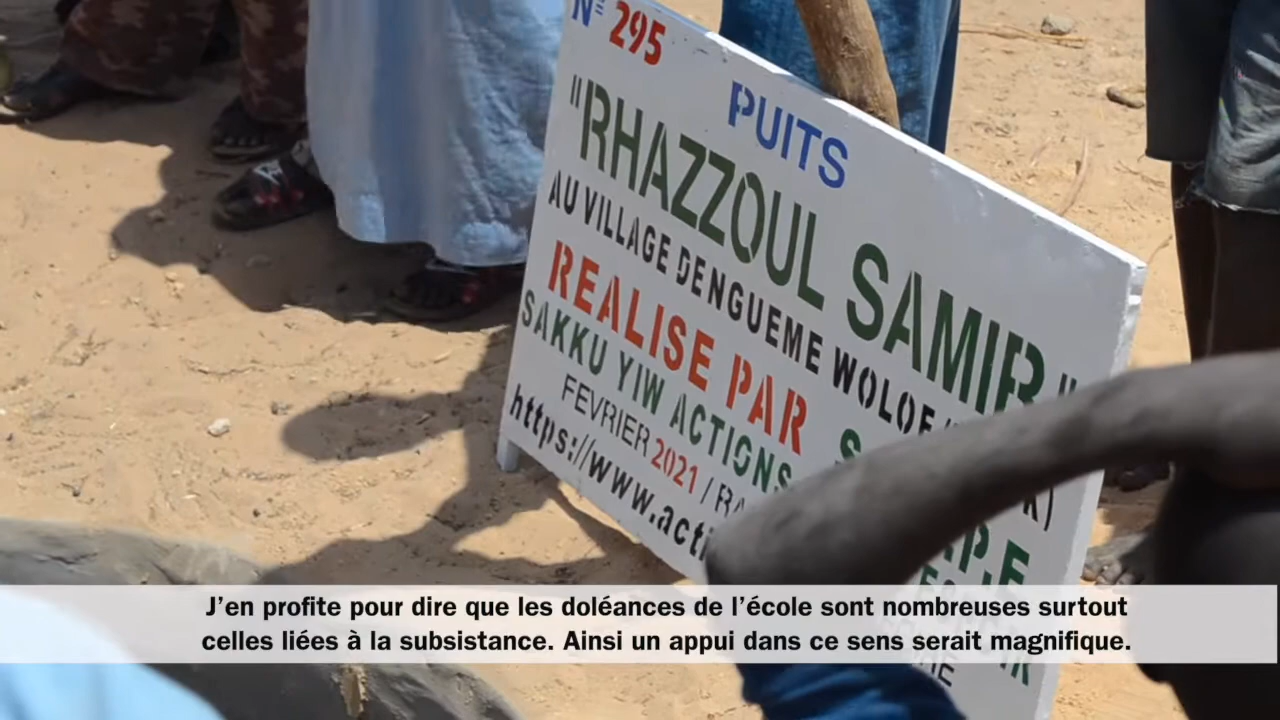 N° 295
PUITS
"RHAZZOUL SAMIR"
AU VILLAGE DENGUEME WOLOF
REALISE PAR
SAKKU YIW ACTIONS
FEVRIER 2021 /
https://www.acti
J'en profite pour dire que les doléances de l'école sont nombreuses surtout
celles liées à la subsistance. Ainsi un appui dans ce sens serait magnifique.